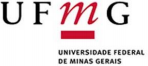 UFmG
UNIVERSIDADE FEDERAL
DE MINAS GERAIS